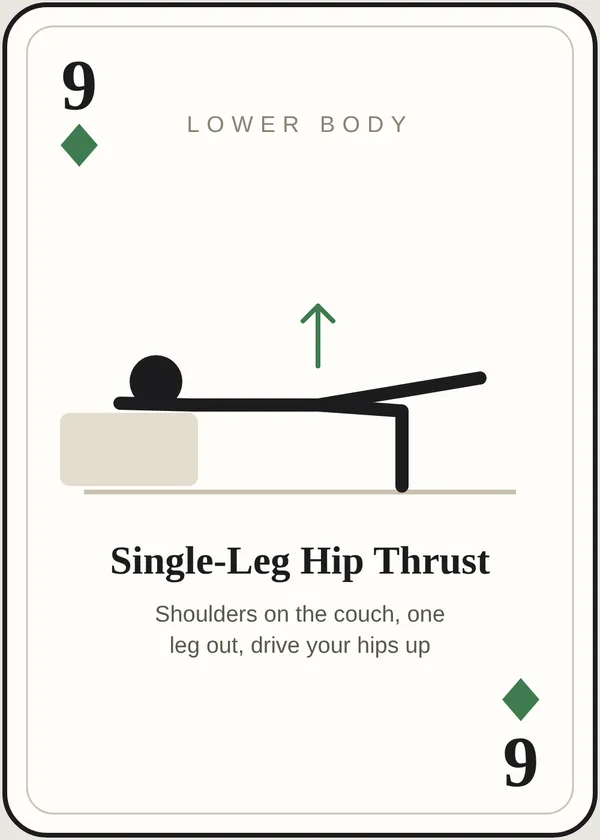 9
LOWER BODY
Single-Leg Hip Thrust
Shoulders on the couch, one
leg out, drive your hips up
9